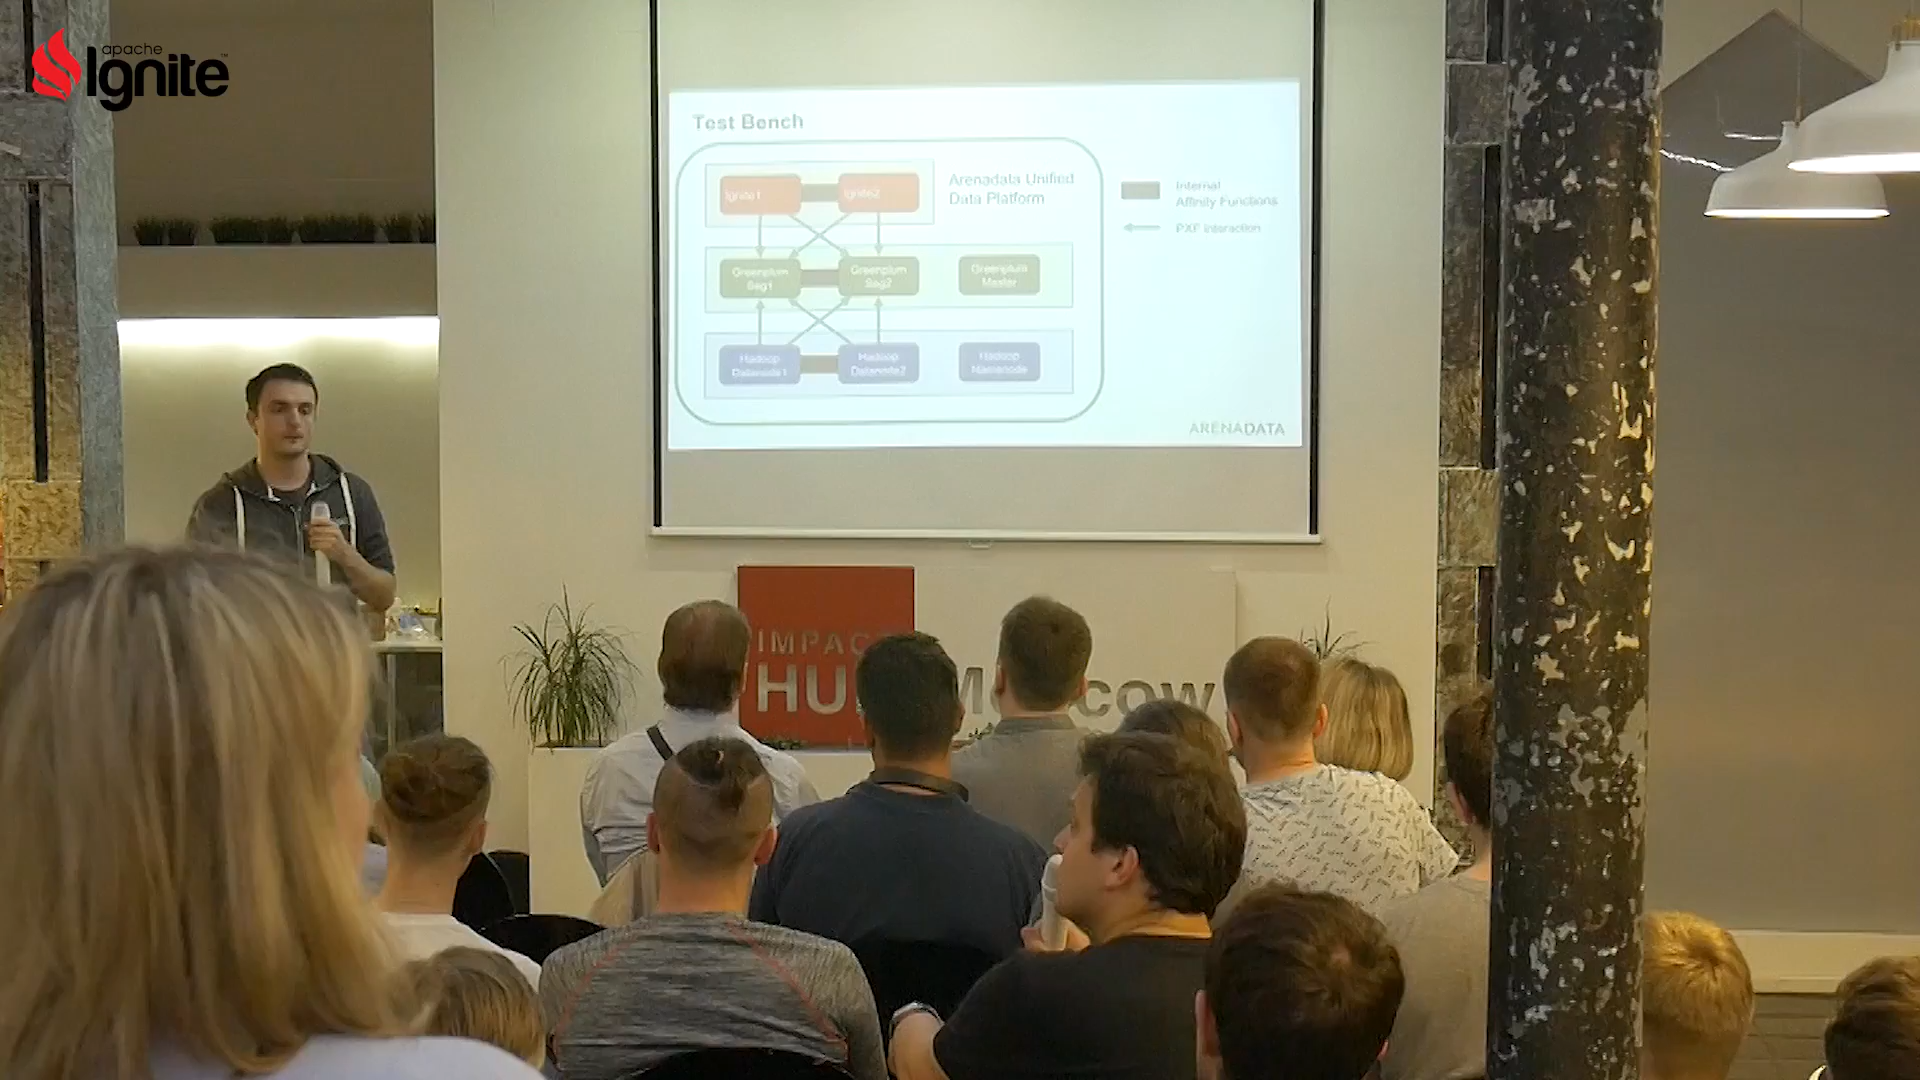 apache
Ignite™
Test Bench
Ignite1
Ignite2
Arenadata Unified
Data Platform
Internal
Affinity Functions
PXF Interaction
Greenplum
Seg1
Greenplum
Seg2
Greenplum
Master
Hadoop
Datanode1
Hadoop
Datanode2
Hadoop
Namenode
ARENADATA
IMPAC
HU
M
cow